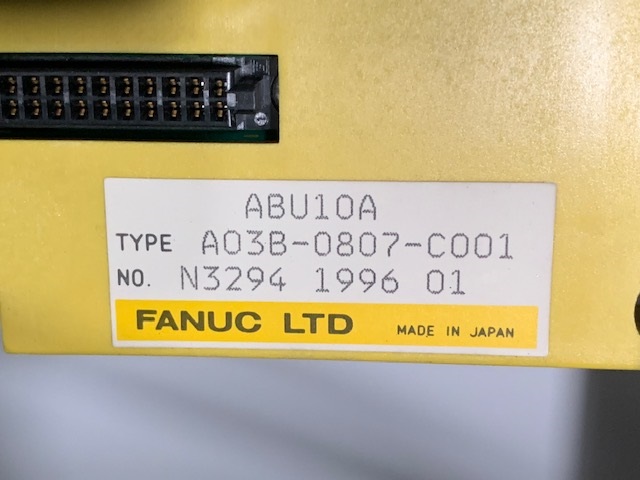 ABU10A
TYPE A03B-0807-C001
NO. N3294 1996 01
FANUC LTD MADE IN JAPAN